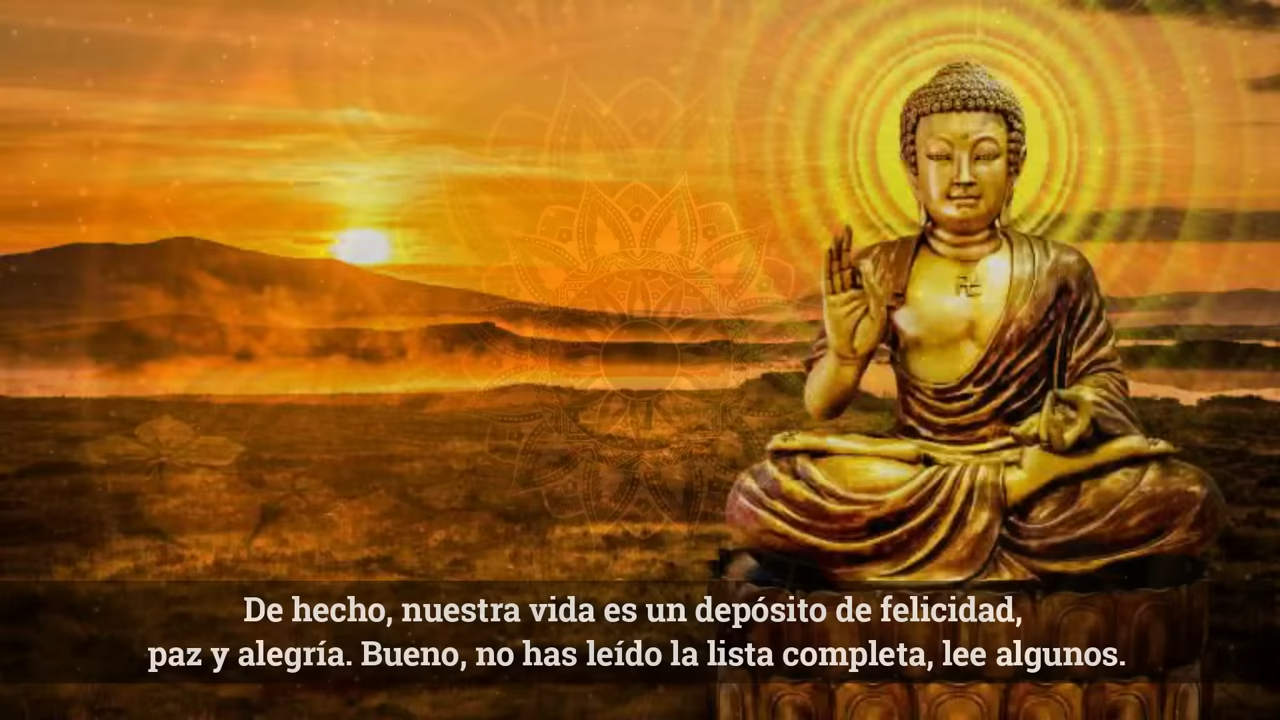 De hecho, nuestra vida es un depósito de felicidad,
paz y alegría. Bueno, no has leído la lista completa, lee algunos.